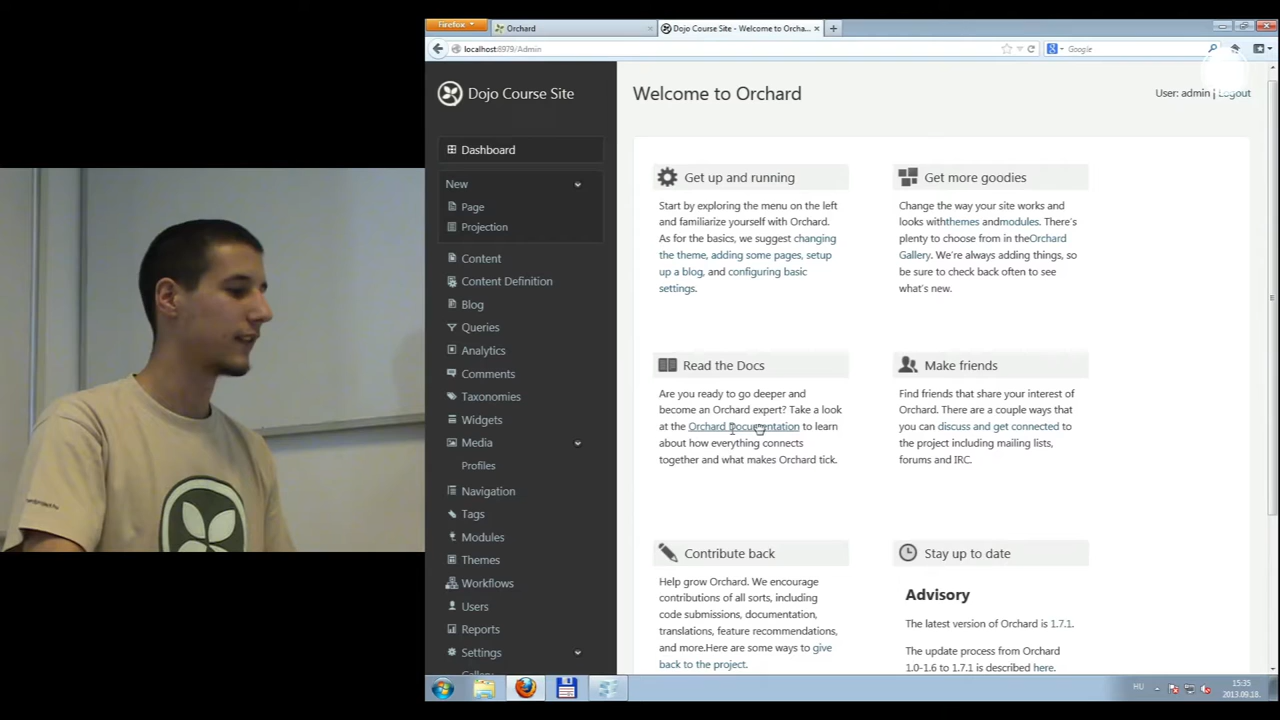 Firefox
Orchard
Dojo Course Site - Welcome to Orcha...
localhost:8979/Admin
Google
Dojo Course Site
Welcome to Orchard
User: admin | Logout
Dashboard
New
Page
Projection
Content
Content Definition
Blog
Queries
Analytics
Comments
Taxonomies
Widgets
Media
Profiles
Navigation
Tags
Modules
Themes
Workflows
Users
Reports
Settings
Gallery
Get up and running
Start by exploring the menu on the left
and familiarize yourself with Orchard.
As for the basics, we suggest changing
the theme, adding some pages, setup
up a blog, and configuring basic
settings.
Get more goodies
Change the way your site works and
looks withthemes andmodules. There's
plenty to choose from in theOrchard
Gallery. We're always adding things, so
be sure to check back often to see
what's new.
Read the Docs
Are you ready to go deeper and
become an Orchard expert? Take a look
at the Orchard Documentation to learn
about how everything connects
together and what makes Orchard tick.
Make friends
Find friends that share your interest of
Orchard. There are a couple ways that
you can discuss and get connected to
the project including mailing lists,
forums and IRC.
Contribute back
Help grow Orchard. We encourage
contributions of all sorts, including
code submissions, documentation,
translations, feature recommendations,
and more.Here are some ways to give
back to the project.
Stay up to date
Advisory
The latest version of Orchard is 1.7.1.
The update process from Orchard
1.0-1.6 to 1.7.1 is described here.
HU
15:35
2013.09.18.